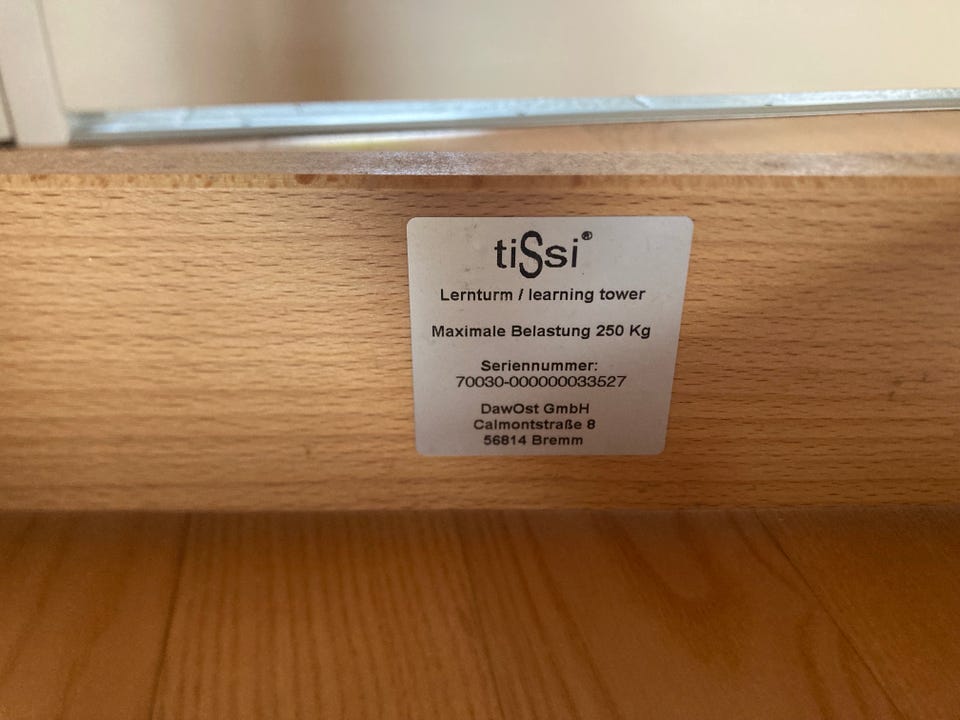 tiSsi®
Lernturm / learning tower
Maximale Belastung 250 Kg
Seriennummer:
70030-000000033527
DawOst GmbH
Calmontstraße 8
56814 Bremm